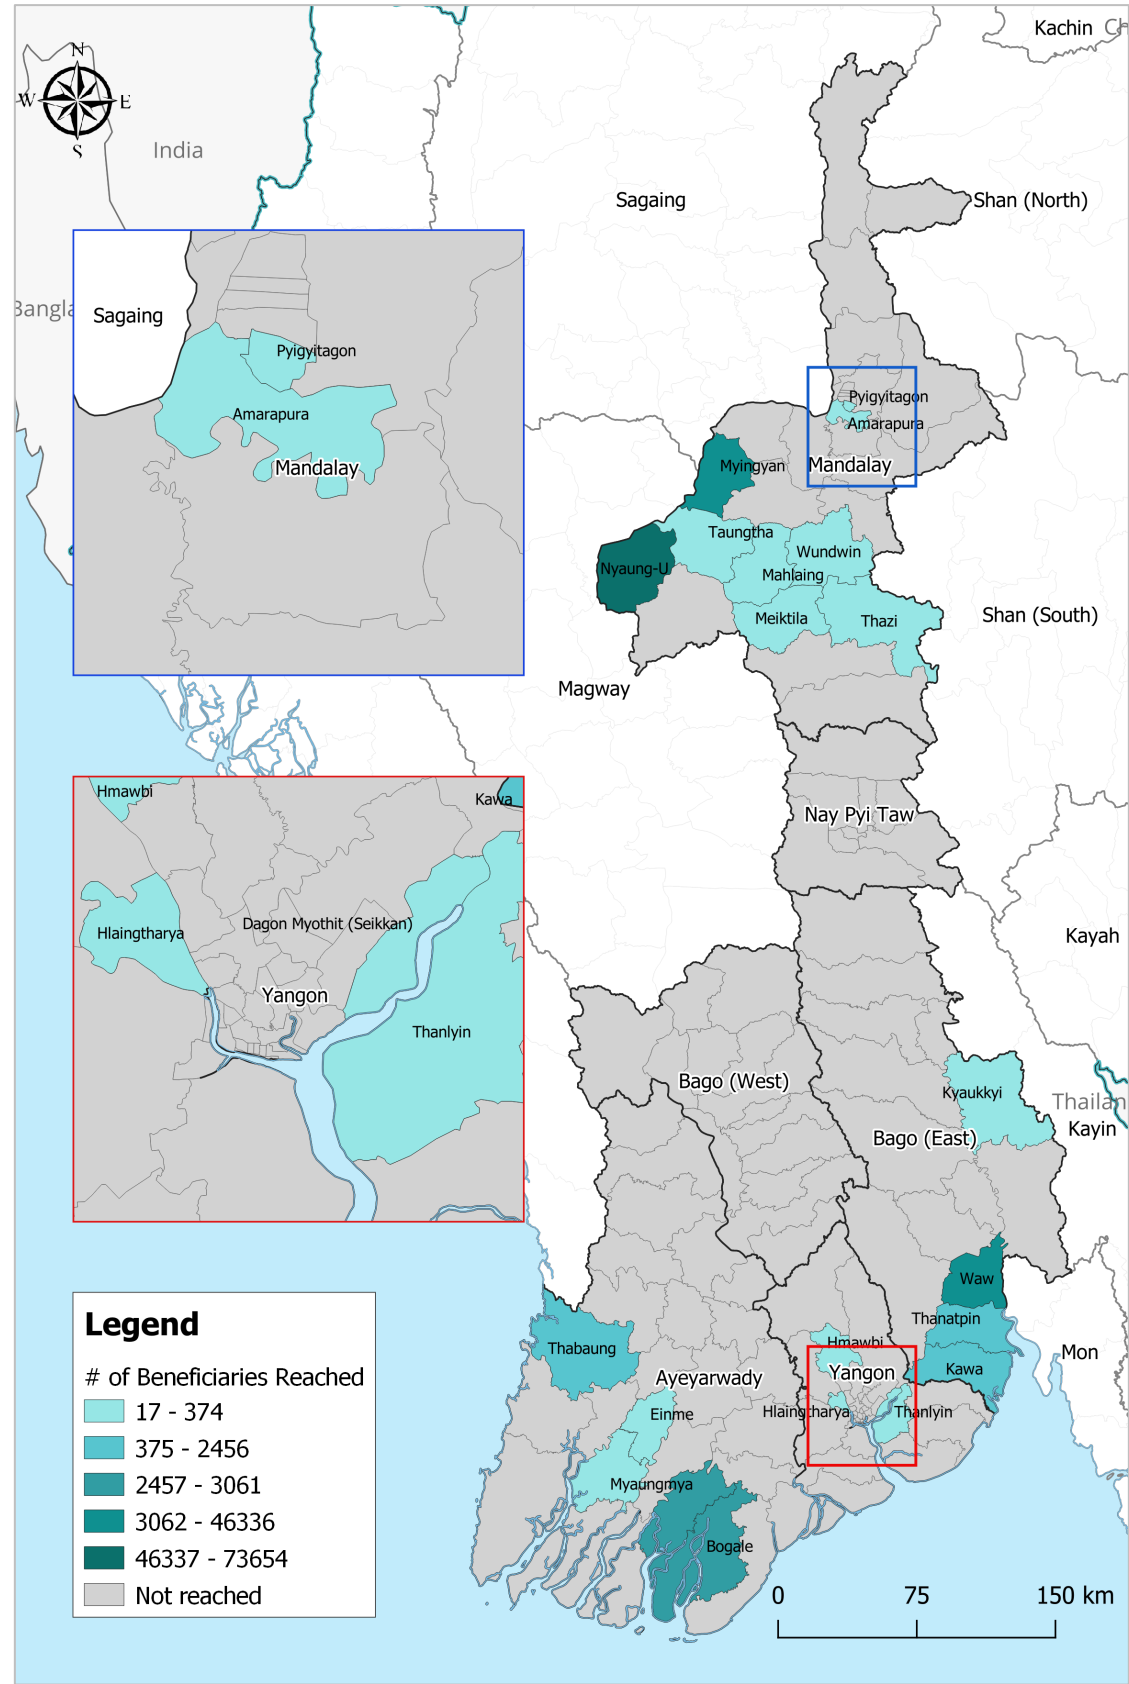 Kachin
Ch
N
W
E
S
India
Sagaing
Shan (North)
Bangla
Sagaing
Pyigyitagon
Amarapura
Mandalay
Pyigyitagon
Amarapura
Mandalay
Myingyan
Taungtha
Wundwin
Nyaung-U
Mahlaing
Meiktila
Thazi
Shan (South)
Magway
Nay Pyi Taw
Hmawbi
Kawa
Hlaingtharya
Dagon Myothit (Seikkan)
Yangon
Thanlyin
Kayah
Bago (West)
Kyaukkyi
Thailan
Kayin
Bago (East)
Waw
Thanatpin
Hmawbi
Thabaung
Mon
Kawa
Yangon
Ayeyarwady
Einme
Hlaingtharya
Thanlyin
Myaungmya
Bogale
Legend
# of Beneficiaries Reached
17 - 374
375 - 2456
2457 - 3061
3062 - 46336
46337 - 73654
Not reached
0 75 150 km